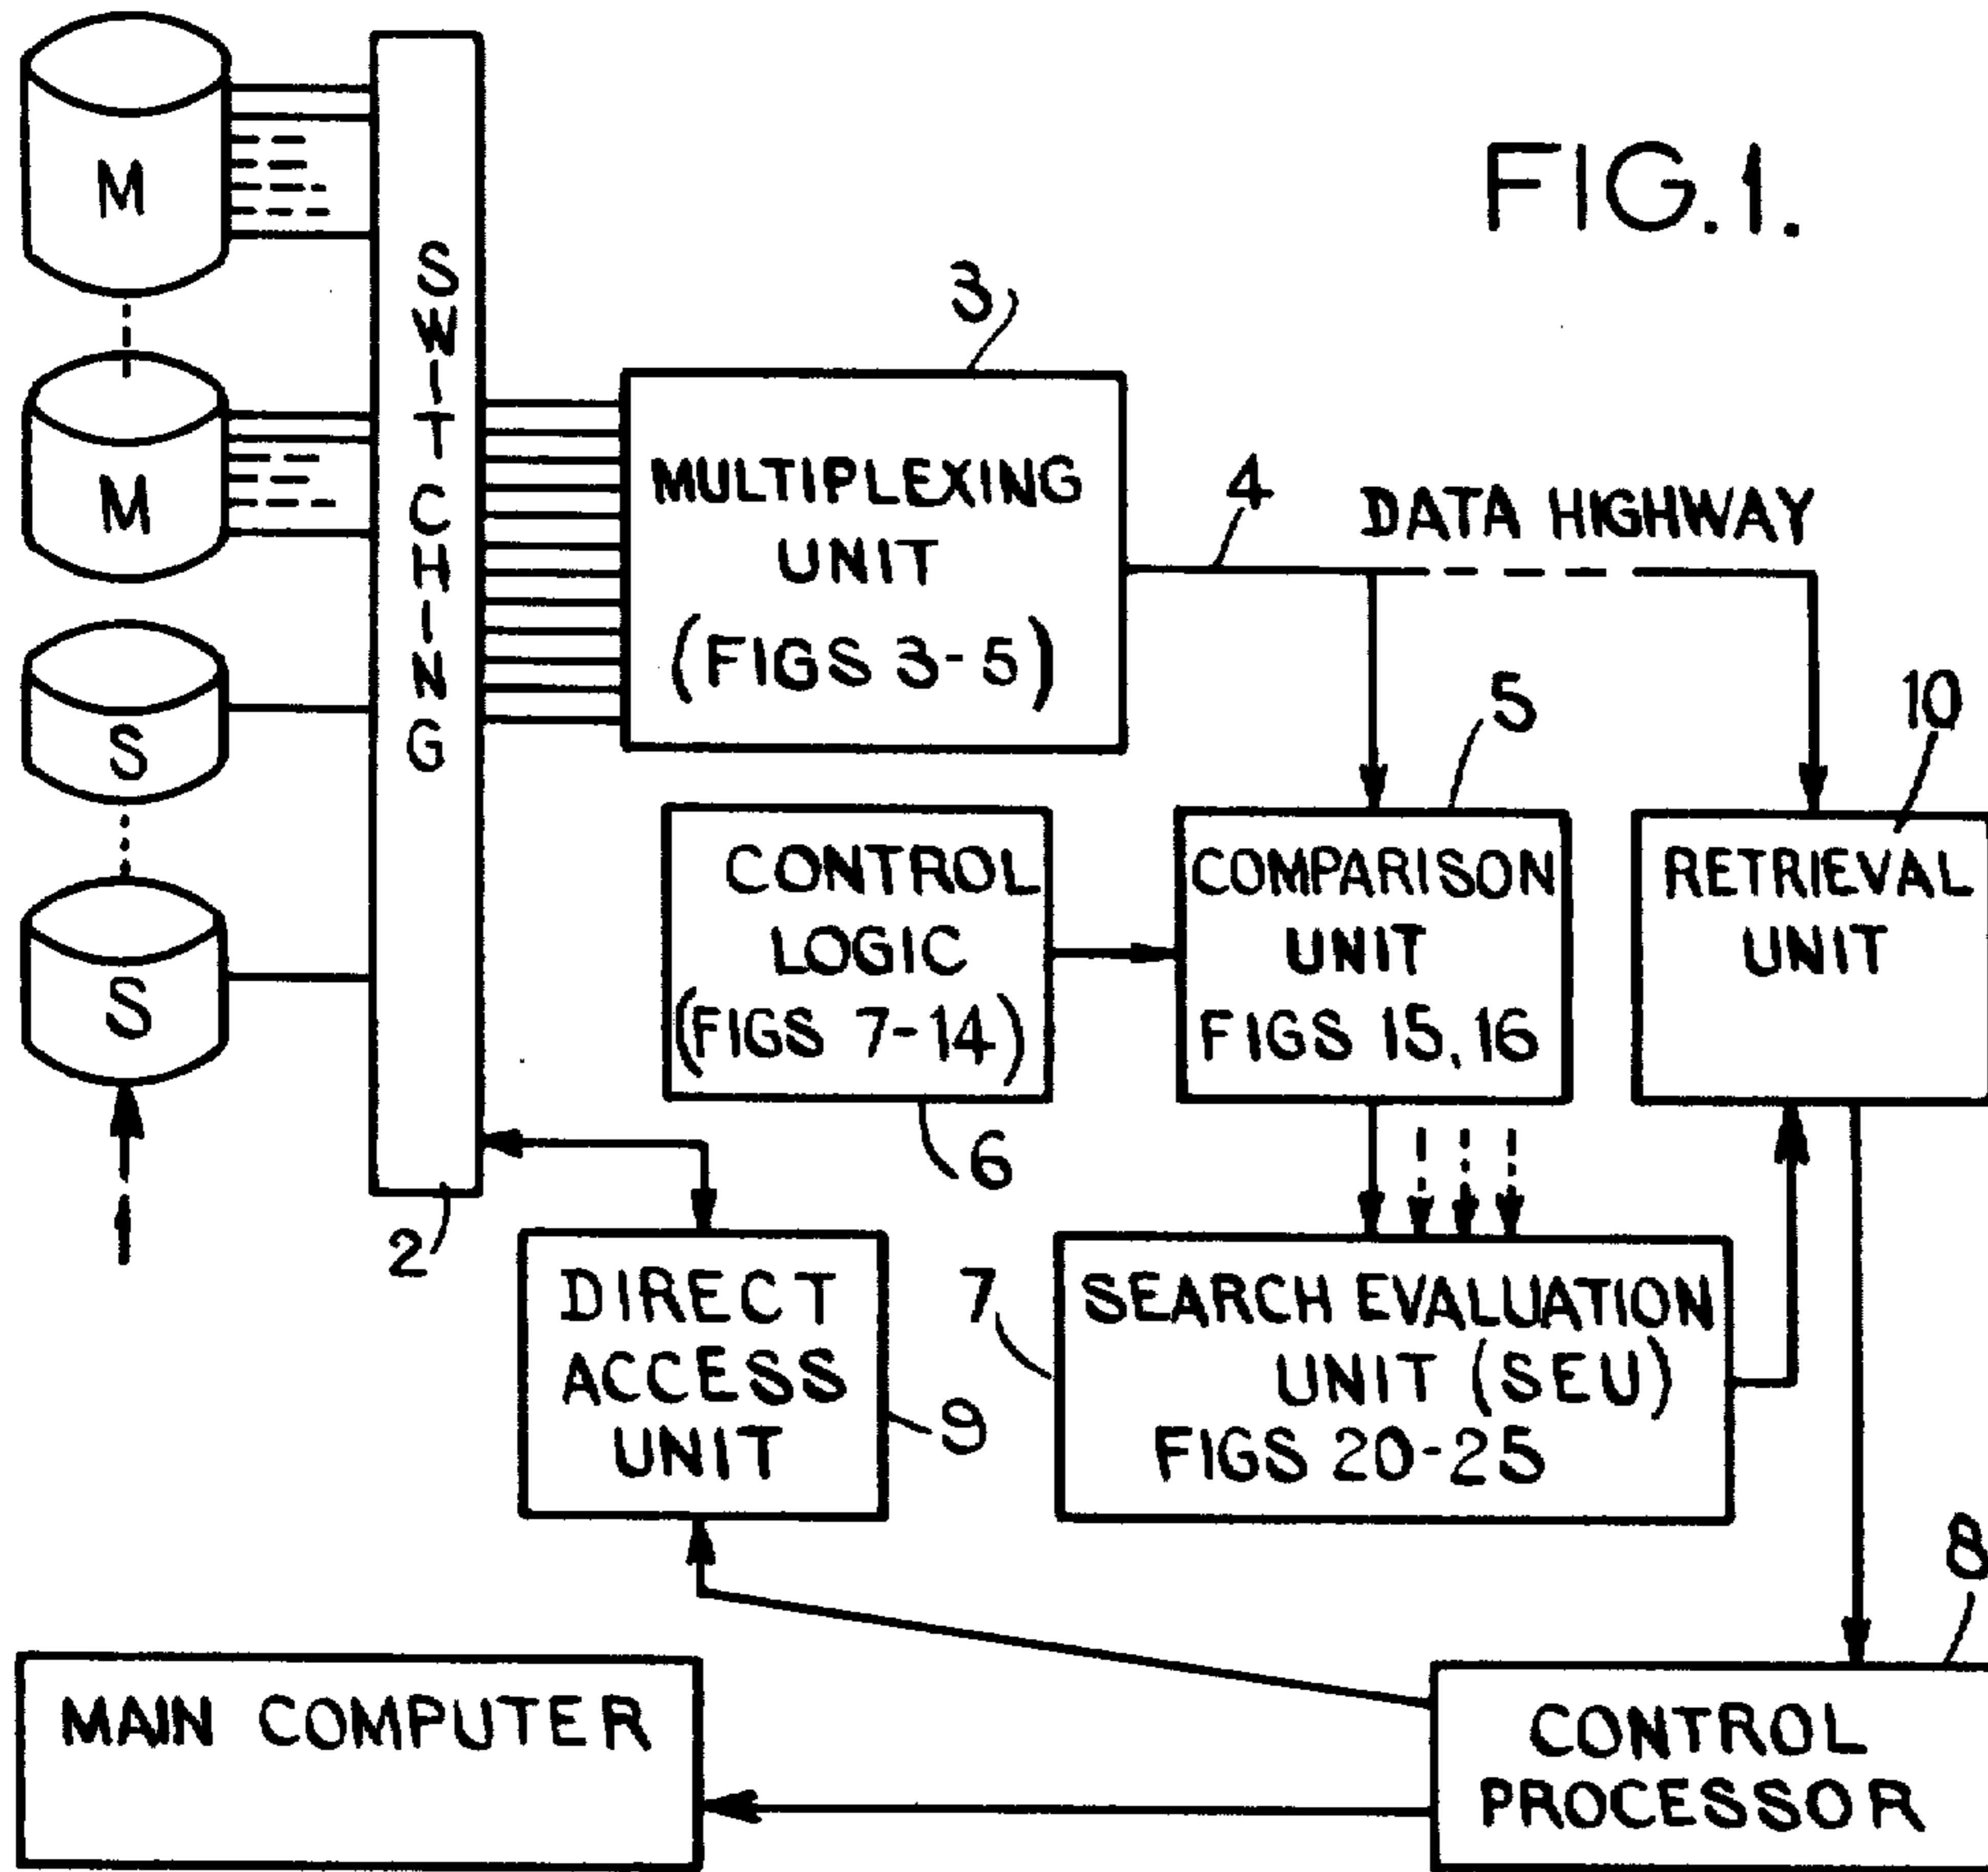 FIG.1.
M
M
S
S
SWITCHING
2
3
MULTIPLEXING
UNIT
(FIGS 3-5)
4
DATA HIGHWAY
5
10
CONTROL
LOGIC
(FIGS 7-14)
6
COMPARISON
UNIT
FIGS 15,16
RETRIEVAL
UNIT
DIRECT
ACCESS
UNIT
9
7
SEARCH EVALUATION
UNIT (SEU)
FIGS 20-25
8
MAIN COMPUTER
CONTROL
PROCESSOR